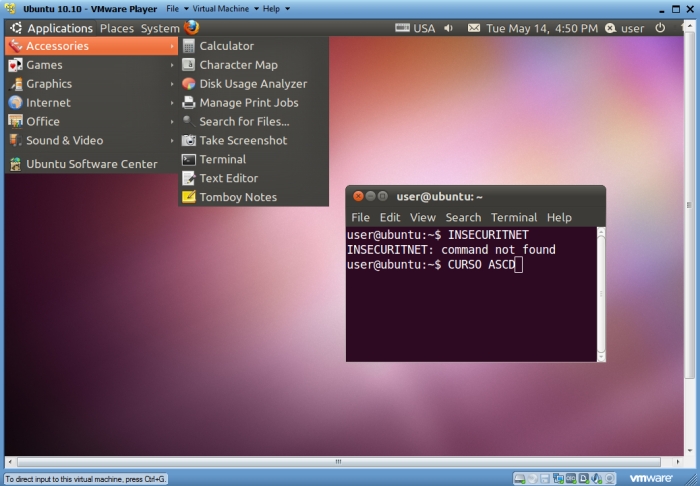 Ubuntu 10.10 - VMware Player File Virtual Machine Help
Applications Places System USA Tue May 14, 4:50 PM user
Accessories
Games
Graphics
Internet
Office
Sound & Video
Ubuntu Software Center
Calculator
Character Map
Disk Usage Analyzer
Manage Print Jobs
Search for Files...
Take Screenshot
Terminal
Text Editor
Tomboy Notes
user@ubuntu: ~
File Edit View Search Terminal Help
user@ubuntu:~$ INSECURITNET
INSECURITNET: command not found
user@ubuntu:~$ CURSO ASCD
To direct input to this virtual machine, press Ctrl+G.
vmware